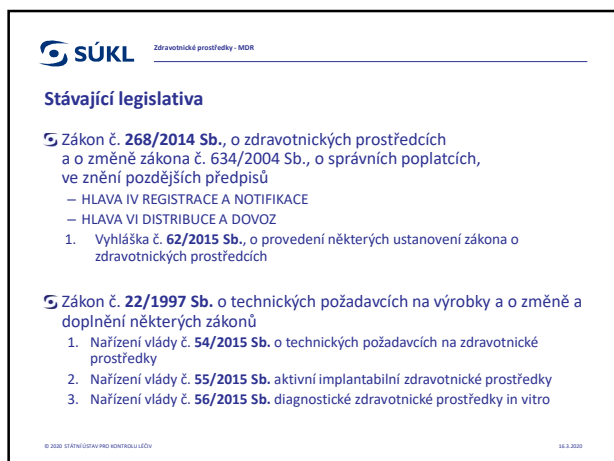 SÚKL
Zdravotnické prostředky - MDR
Stávající legislativa
Zákon č. 268/2014 Sb., o zdravotnických prostředcích
a o změně zákona č. 634/2004 Sb., o správních poplatcích,
ve znění pozdějších předpisů
– HLAVA IV REGISTRACE A NOTIFIKACE
– HLAVA VI DISTRIBUCE A DOVOZ
1. Vyhláška č. 62/2015 Sb., o provedení některých ustanovení zákona o
zdravotnických prostředcích
Zákon č. 22/1997 Sb. o technických požadavcích na výrobky a o změně a
doplnění některých zákonů
1. Nařízení vlády č. 54/2015 Sb. o technických požadavcích na zdravotnické
prostředky
2. Nařízení vlády č. 55/2015 Sb. aktivní implantabilní zdravotnické prostředky
3. Nařízení vlády č. 56/2015 Sb. diagnostické zdravotnické prostředky in vitro
© 2020 STÁTNÍ ÚSTAV PRO KONTROLU LÉČIV
16.3.2020